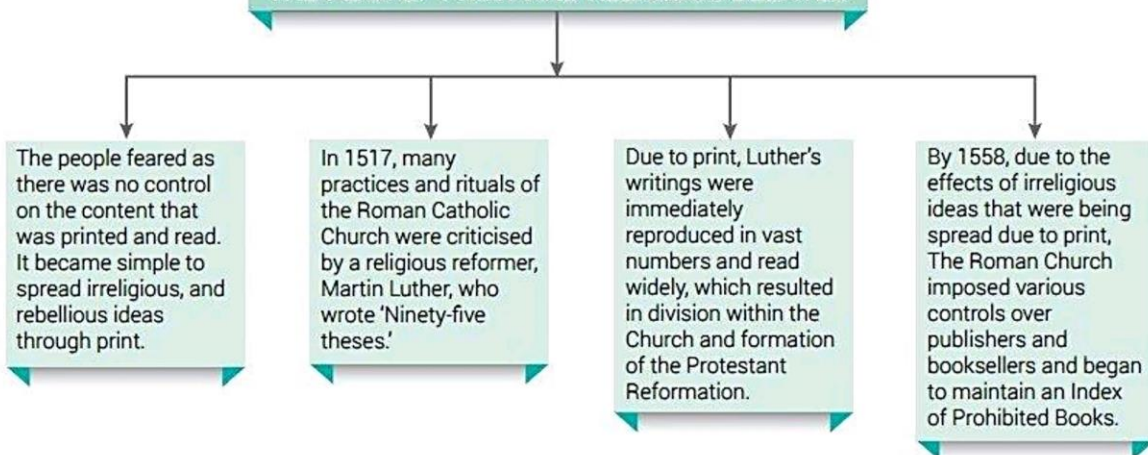 The people feared as
there was no control
on the content that
was printed and read.
It became simple to
spread irreligious, and
rebellious ideas
through print.
In 1517, many
practices and rituals of
the Roman Catholic
Church were criticised
by a religious reformer,
Martin Luther, who
wrote ‘Ninety-five
theses.’
Due to print, Luther’s
writings were
immediately
reproduced in vast
numbers and read
widely, which resulted
in division within the
Church and formation
of the Protestant
Reformation.
By 1558, due to the
effects of irreligious
ideas that were being
spread due to print,
The Roman Church
imposed various
controls over
publishers and
booksellers and began
to maintain an Index
of Prohibited Books.